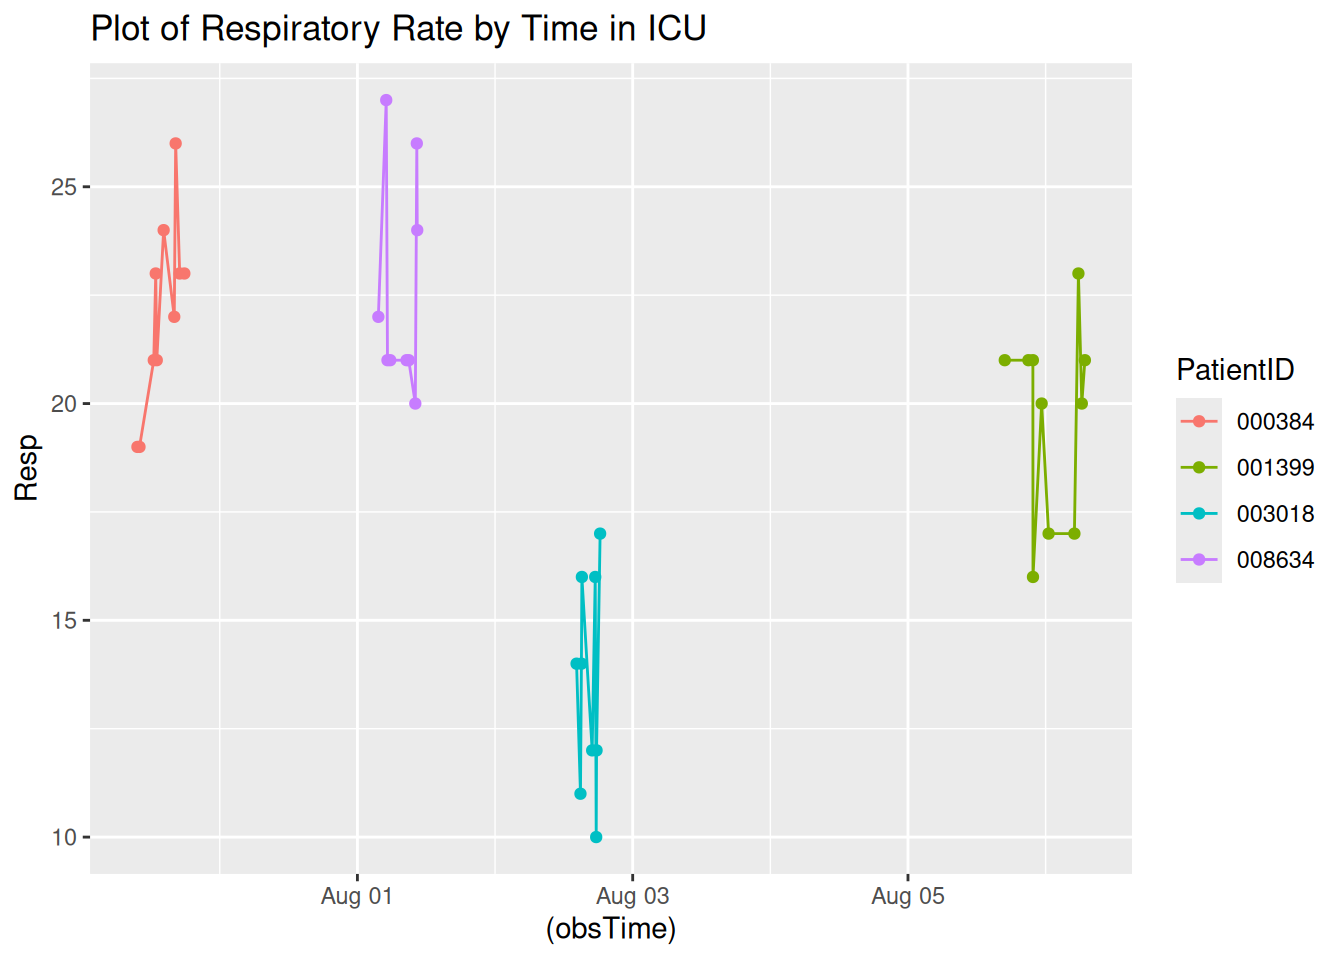 Plot of Respiratory Rate by Time in ICU
25
20
15
10
Resp
Aug 01
Aug 03
Aug 05
(obsTime)
PatientID
000384
001399
003018
008634